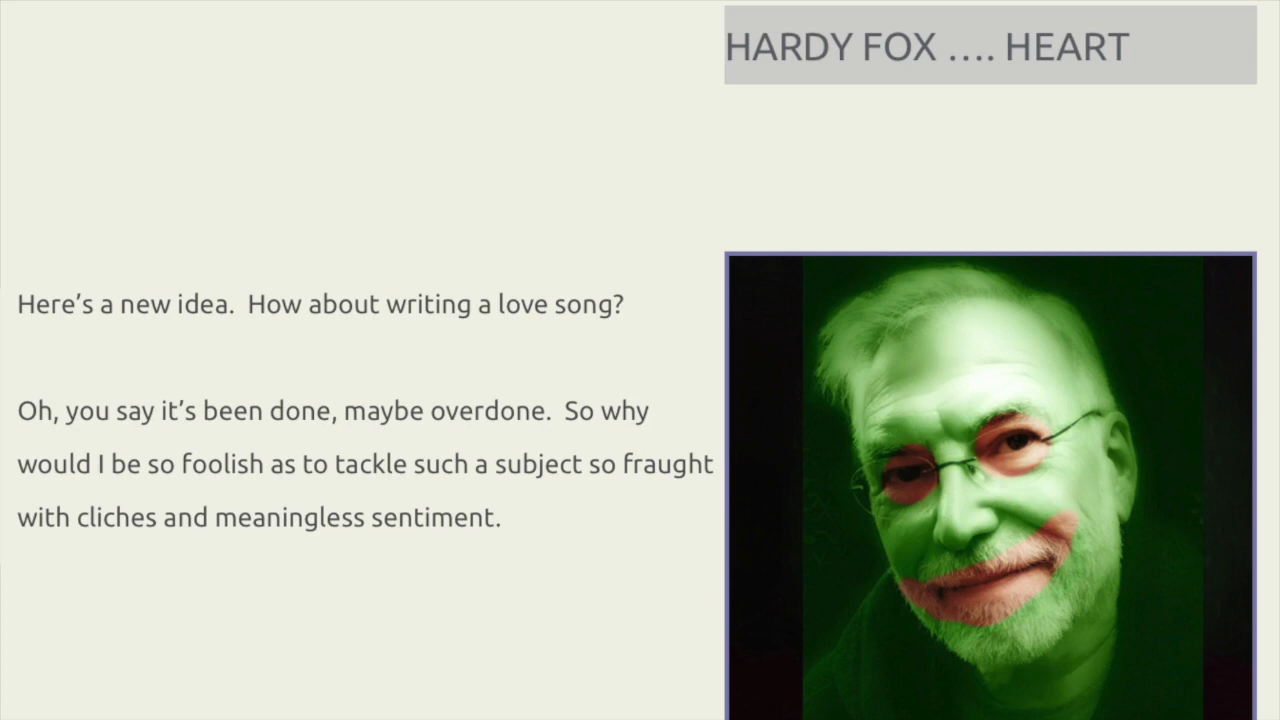 HARDY FOX …. HEART
Here’s a new idea.  How about writing a love song?
Oh, you say it’s been done, maybe overdone.  So why
would I be so foolish as to tackle such a subject so fraught
with cliches and meaningless sentiment.